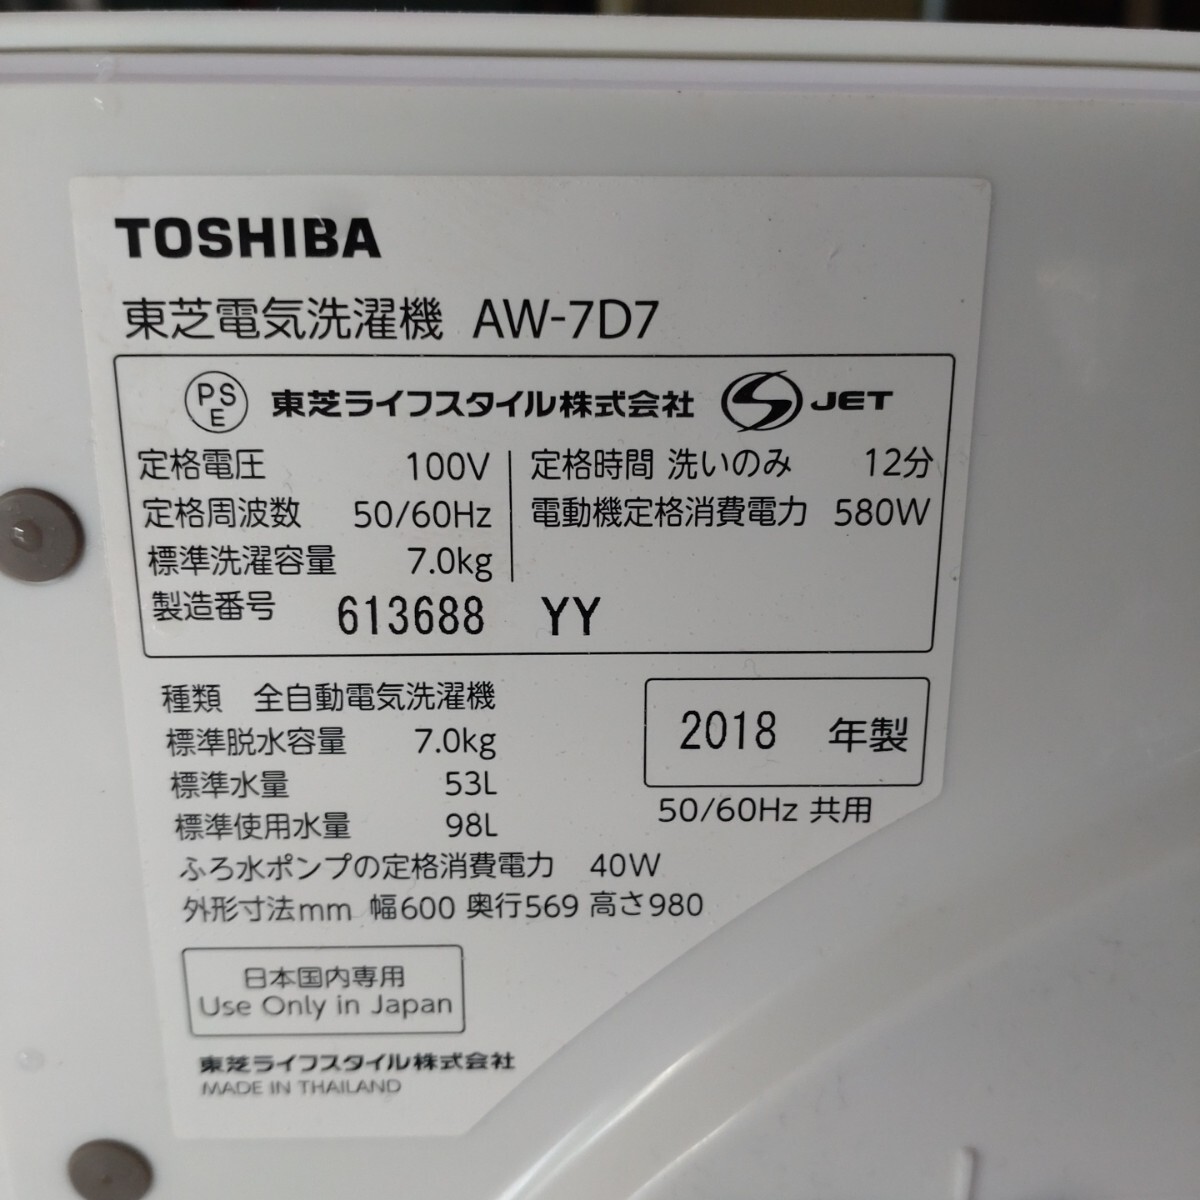 TOSHIBA
東芝電気洗濯機 AW-7D7
PSE 東芝ライフスタイル株式会社 S JET
定格電圧 100V 定格時間 洗いのみ 12分
定格周波数 50/60Hz 電動機定格消費電力 580W
標準洗濯容量 7.0kg
製造番号 613688 YY
種類 全自動電気洗濯機
標準脱水容量 7.0kg
2018 年製
標準水量 53L
50/60Hz 共用
標準使用水量 98L
ふろ水ポンプの定格消費電力 40W
外形寸法mm 幅600 奥行569 高さ980
日本国内専用
Use Only in Japan
東芝ライフスタイル株式会社
MADE IN THAILAND